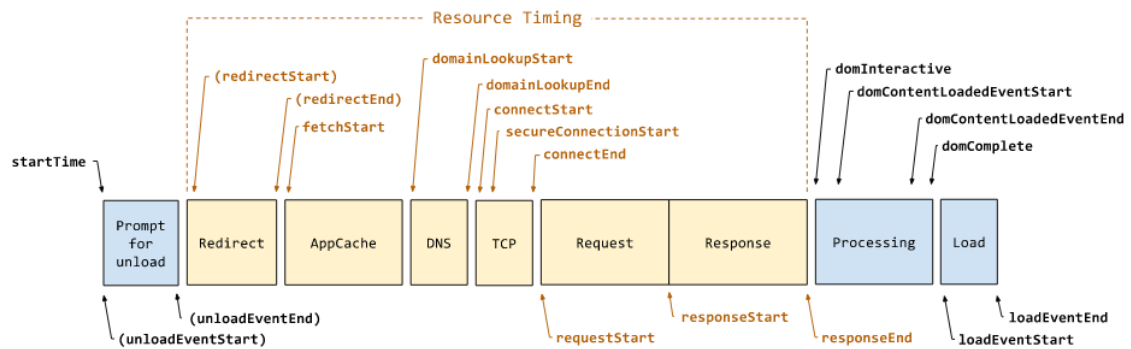 Resource Timing
domainLookupStart
(redirectStart)
domInteractive
domainLookupEnd
domContentLoadedEventStart
(redirectEnd)
connectStart
domContentLoadedEventEnd
fetchStart
secureConnectionStart
domComplete
connectEnd
startTime
Prompt
for
unload
Redirect
AppCache
DNS
TCP
Request
Response
Processing
Load
(unloadEventEnd)
(unloadEventStart)
requestStart
responseStart
responseEnd
loadEventEnd
loadEventStart